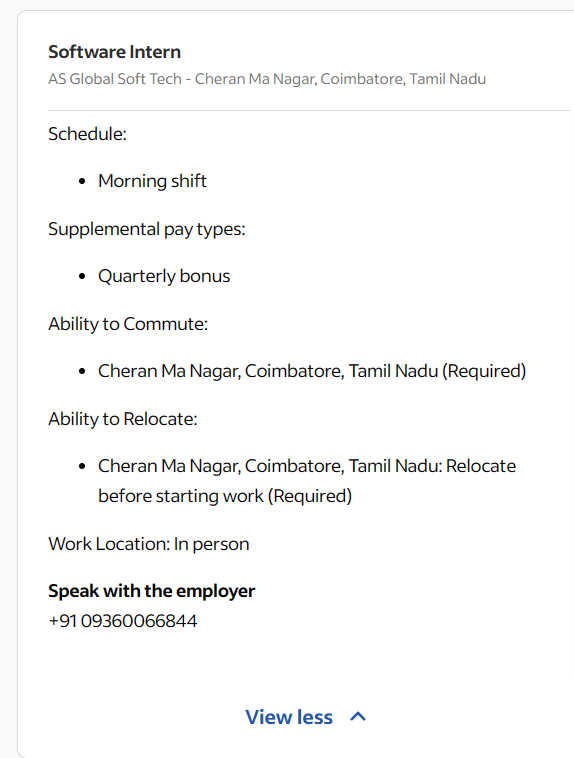 Software Intern
AS Global Soft Tech - Cheran Ma Nagar, Coimbatore, Tamil Nadu
Schedule:
• Morning shift
Supplemental pay types:
• Quarterly bonus
Ability to Commute:
• Cheran Ma Nagar, Coimbatore, Tamil Nadu (Required)
Ability to Relocate:
• Cheran Ma Nagar, Coimbatore, Tamil Nadu: Relocate
before starting work (Required)
Work Location: In person
Speak with the employer
+91 09360066844
View less